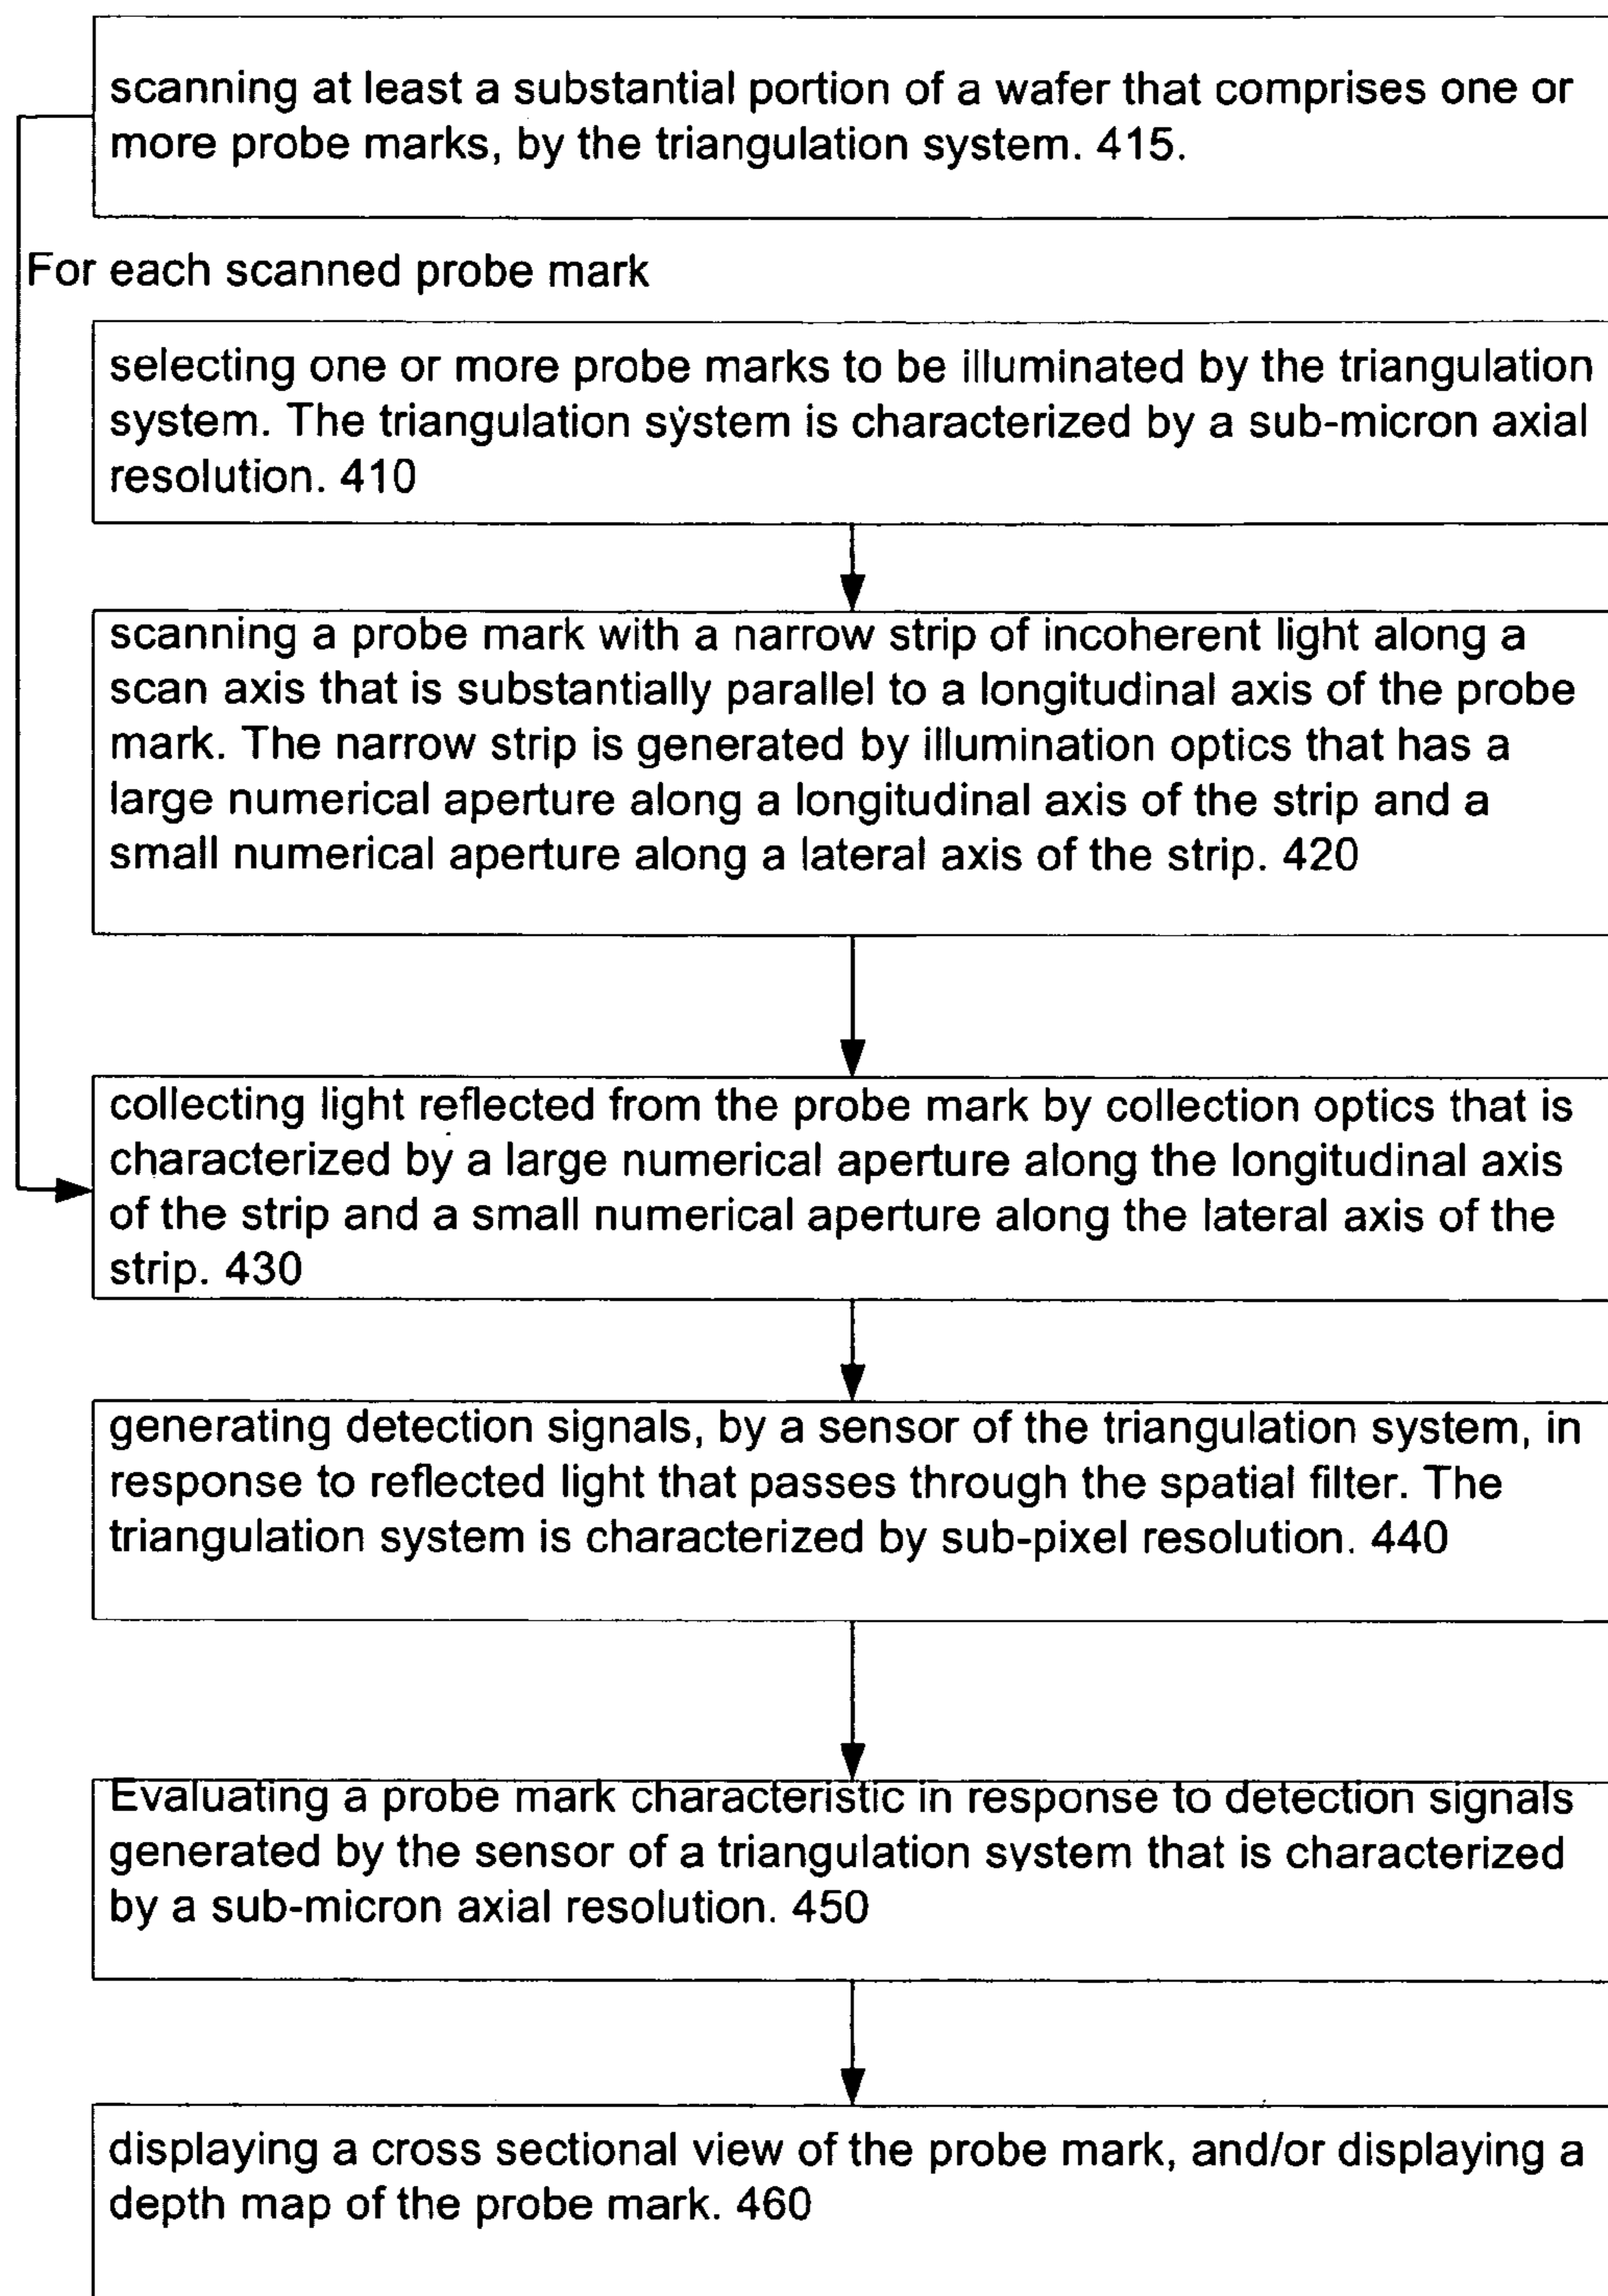 scanning at least a substantial portion of a wafer that comprises one or
more probe marks, by the triangulation system. 415.
For each scanned probe mark
selecting one or more probe marks to be illuminated by the triangulation
system. The triangulation system is characterized by a sub-micron axial
resolution. 410
scanning a probe mark with a narrow strip of incoherent light along a
scan axis that is substantially parallel to a longitudinal axis of the probe
mark. The narrow strip is generated by illumination optics that has a
large numerical aperture along a longitudinal axis of the strip and a
small numerical aperture along a lateral axis of the strip. 420
collecting light reflected from the probe mark by collection optics that is
characterized by a large numerical aperture along the longitudinal axis
of the strip and a small numerical aperture along the lateral axis of the
strip. 430
generating detection signals, by a sensor of the triangulation system, in
response to reflected light that passes through the spatial filter. The
triangulation system is characterized by sub-pixel resolution. 440
Evaluating a probe mark characteristic in response to detection signals
generated by the sensor of a triangulation system that is characterized
by a sub-micron axial resolution. 450
displaying a cross sectional view of the probe mark, and/or displaying a
depth map of the probe mark. 460